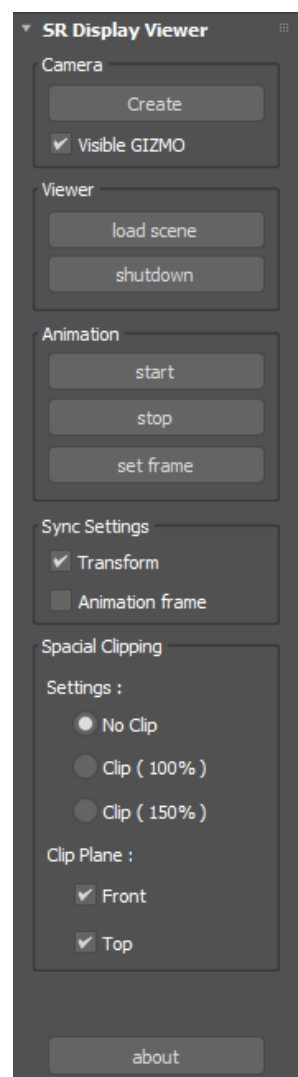 SR Display Viewer
Camera
Create
Visible GIZMO
Viewer
load scene
shutdown
Animation
start
stop
set frame
Sync Settings
Transform
Animation frame
Spacial Clipping
Settings :
No Clip
Clip ( 100% )
Clip ( 150% )
Clip Plane :
Front
Top
about